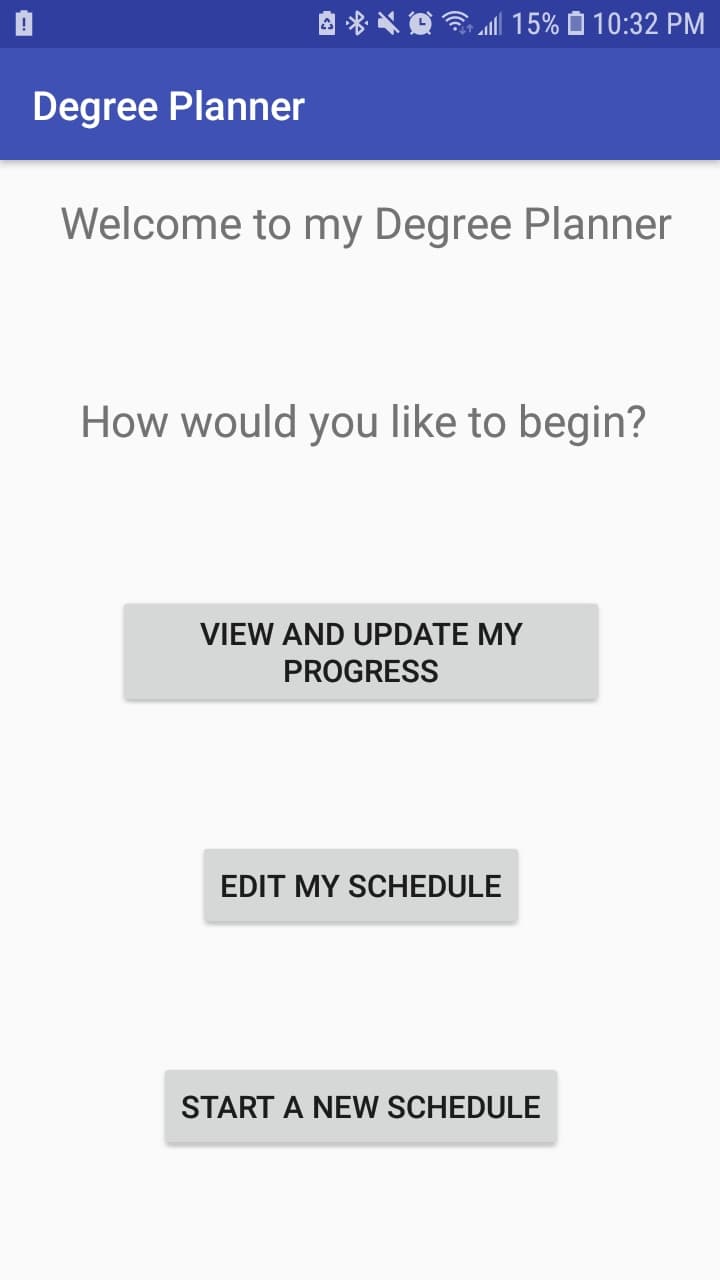 15% 10:32 PM
Degree Planner
Welcome to my Degree Planner
How would you like to begin?
VIEW AND UPDATE MY
PROGRESS
EDIT MY SCHEDULE
START A NEW SCHEDULE